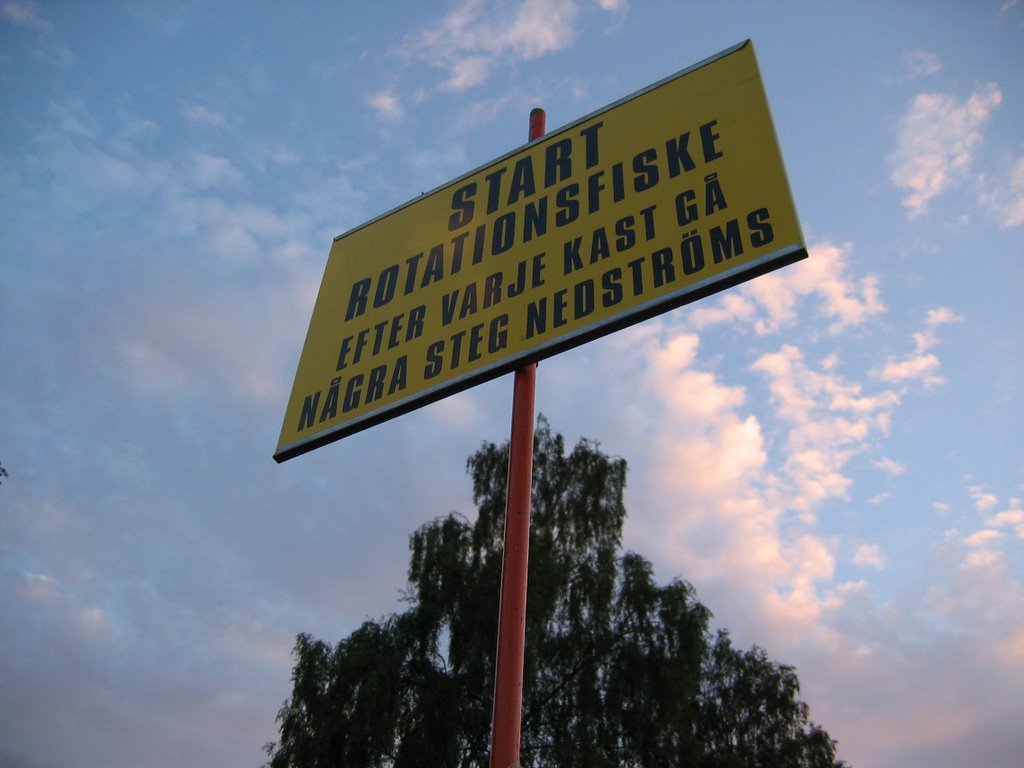 START
ROTATIONSFISKE
EFTER VARJE KAST GÅ
NÅGRA STEG NEDSTRÖMS